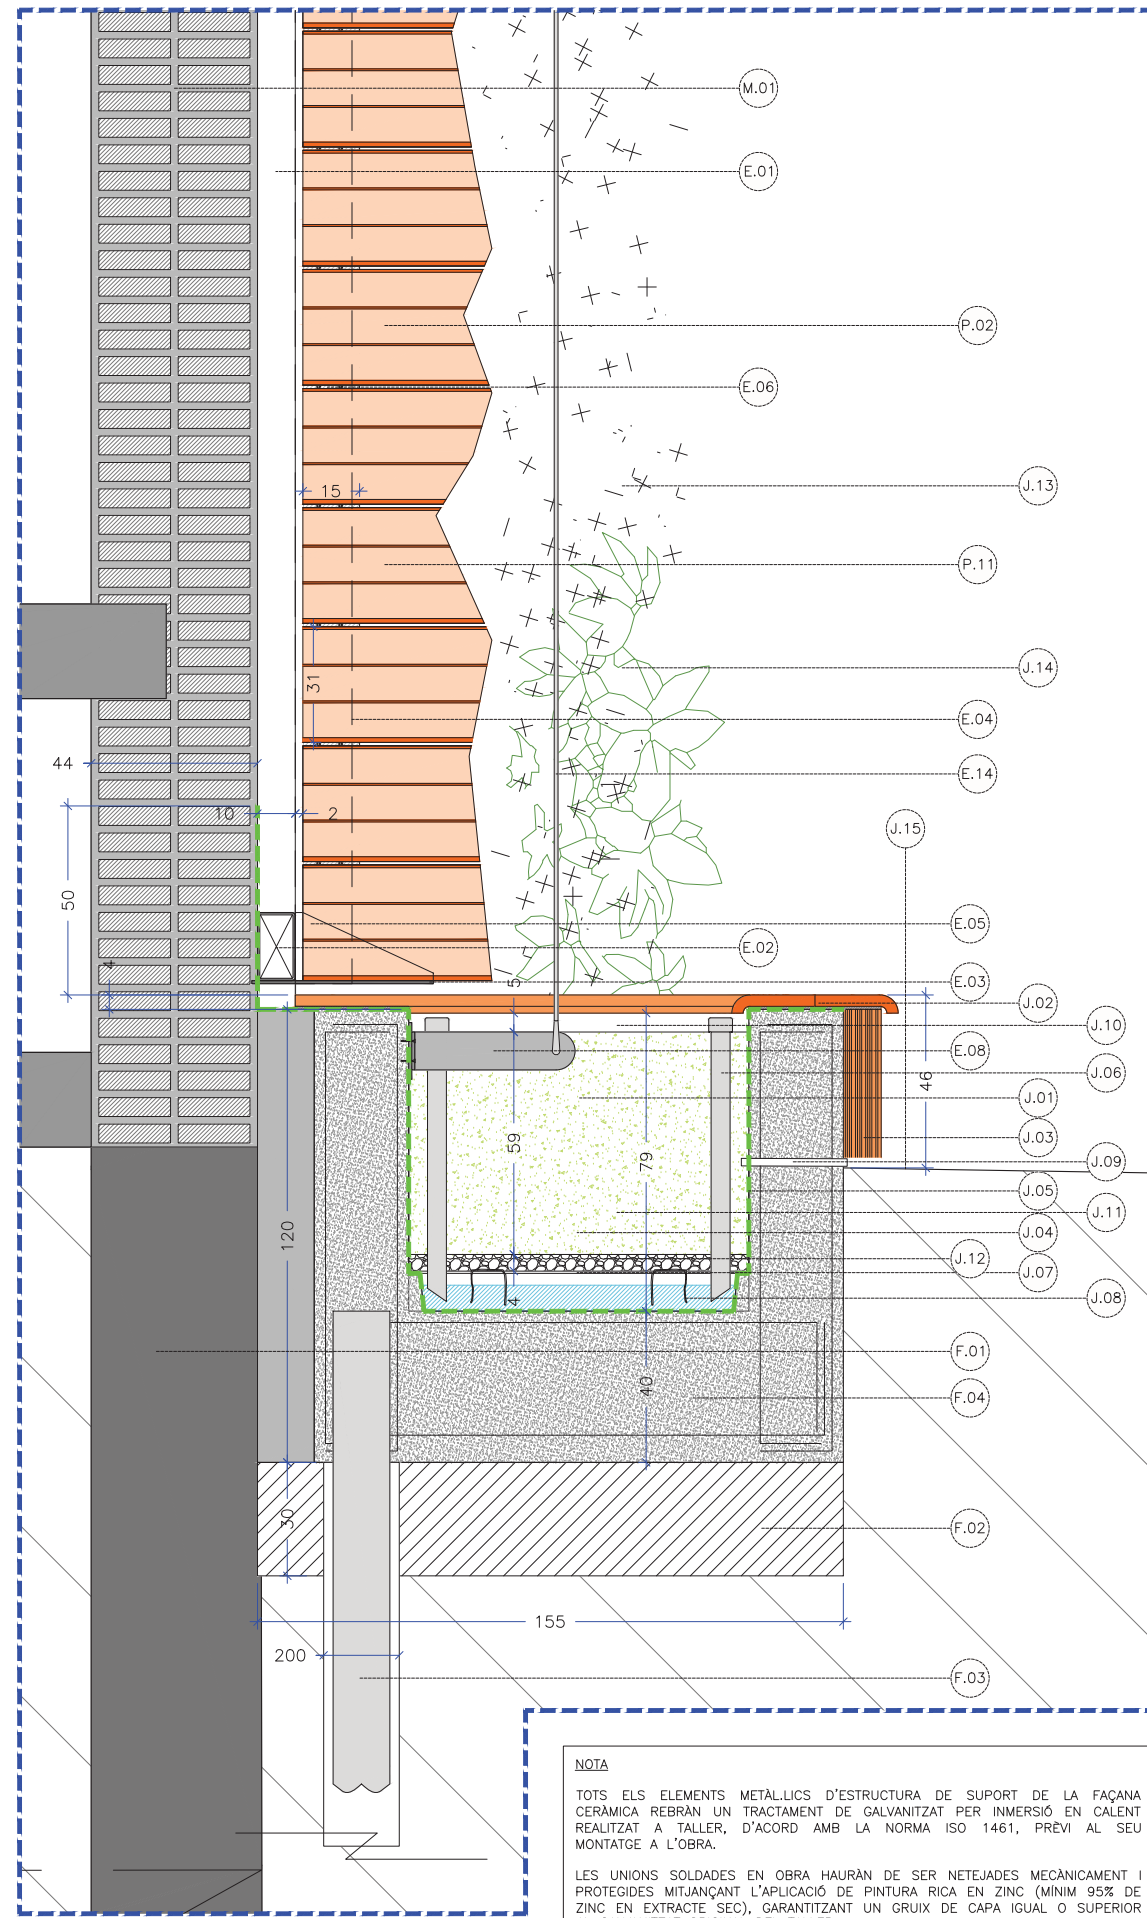 M.01
E.01
P.02
E.06
15
J.13
P.11
J.14
31
E.04
44
E.14
10
2
J.15
50
E.05
E.02
4
5
E.03
J.02
J.10
E.08
J.06
46
J.01
59
79
J.03
J.09
J.05
J.11
120
J.04
J.12
J.07
4
J.08
F.01
40
F.04
30
F.02
155
200
F.03
NOTA
TOTS ELS ELEMENTS METÀL.LICS D'ESTRUCTURA DE SUPORT DE LA FAÇANA
CERÀMICA REBRÀN UN TRACTAMENT DE GALVANITZAT PER INMERSIÓ EN CALENT
REALITZAT A TALLER, D'ACORD AMB LA NORMA ISO 1461, PRÈVI AL SEU
MONTATGE A L'OBRA.
LES UNIONS SOLDADES EN OBRA HAURÀN DE SER NETEJADES MECÀNICAMENT I
PROTEGIDES MITJANÇANT L'APLICACIÓ DE PINTURA RICA EN ZINC (MÍNIM 95% DE
ZINC EN EXTRACTE SEC), GARANTITZANT UN GRUIX DE CAPA IGUAL O SUPERIOR